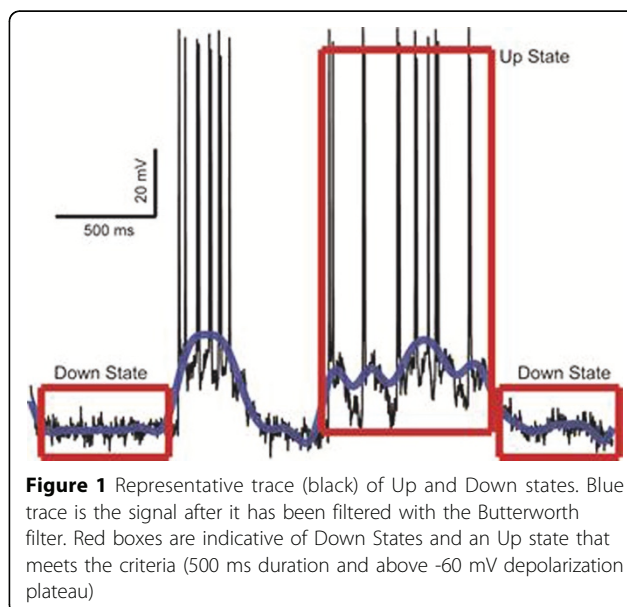 Up State
20 mV
500 ms
Down State
Down State
Figure 1 Representative trace (black) of Up and Down states. Blue
trace is the signal after it has been filtered with the Butterworth
filter. Red boxes are indicative of Down States and an Up state that
meets the criteria (500 ms duration and above -60 mV depolarization
plateau)